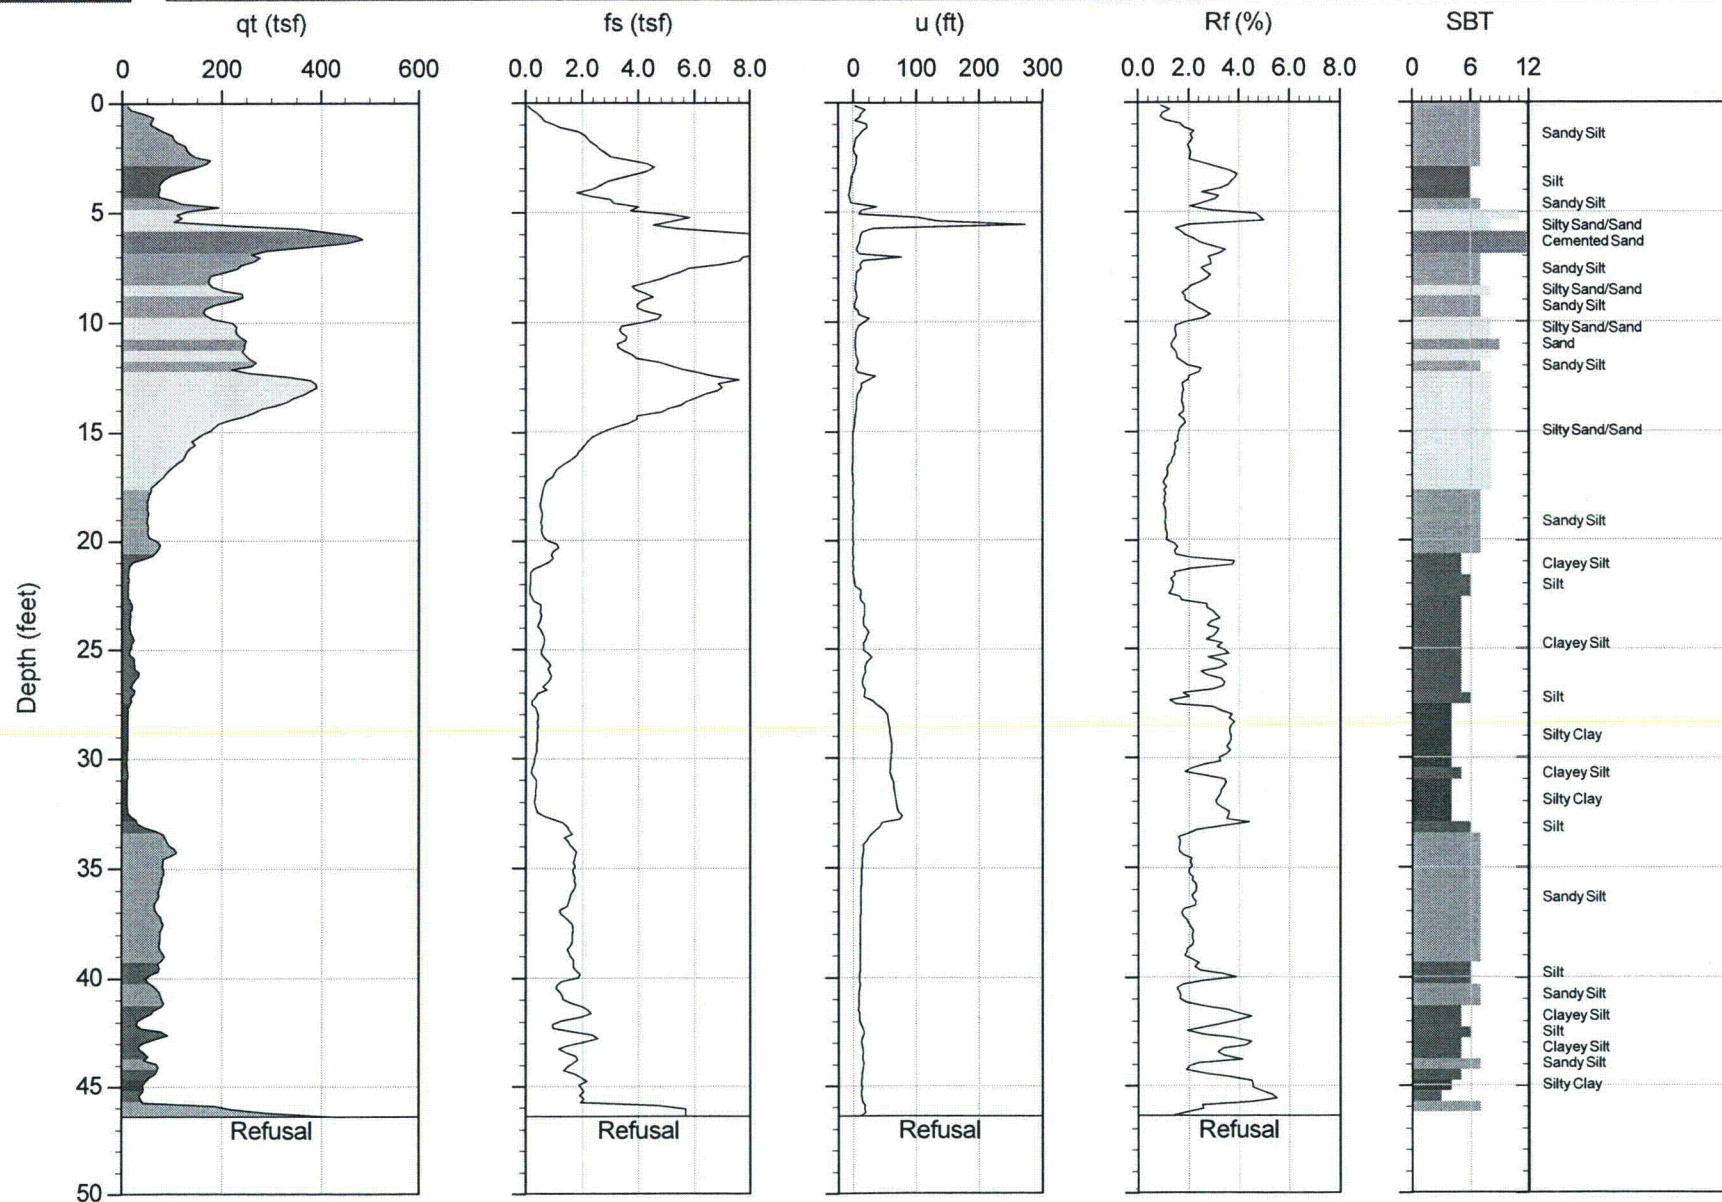 qt (tsf) fs (tsf) u (ft) Rf (%) SBT
0 200 400 600 0.0 2.0 4.0 6.0 8.0 0 100 200 300 0.0 2.0 4.0 6.0 8.0 0 6 12
0
Sandy Silt
Silt
Sandy Silt
5
Silty Sand/Sand
Cemented Sand
Sandy Silt
Silty Sand/Sand
Sandy Silt
10
Silty Sand/Sand
Sand
Sandy Silt
15
Silty Sand/Sand
Sandy Silt
20
Clayey Silt
Silt
25
Clayey Silt
Depth (feet)
Silt
Silty Clay
30
Clayey Silt
Silty Clay
Silt
35
Sandy Silt
40
Silt
Sandy Silt
Clayey Silt
Silt
Clayey Silt
Sandy Silt
45
Silty Clay
Refusal Refusal Refusal Refusal
50